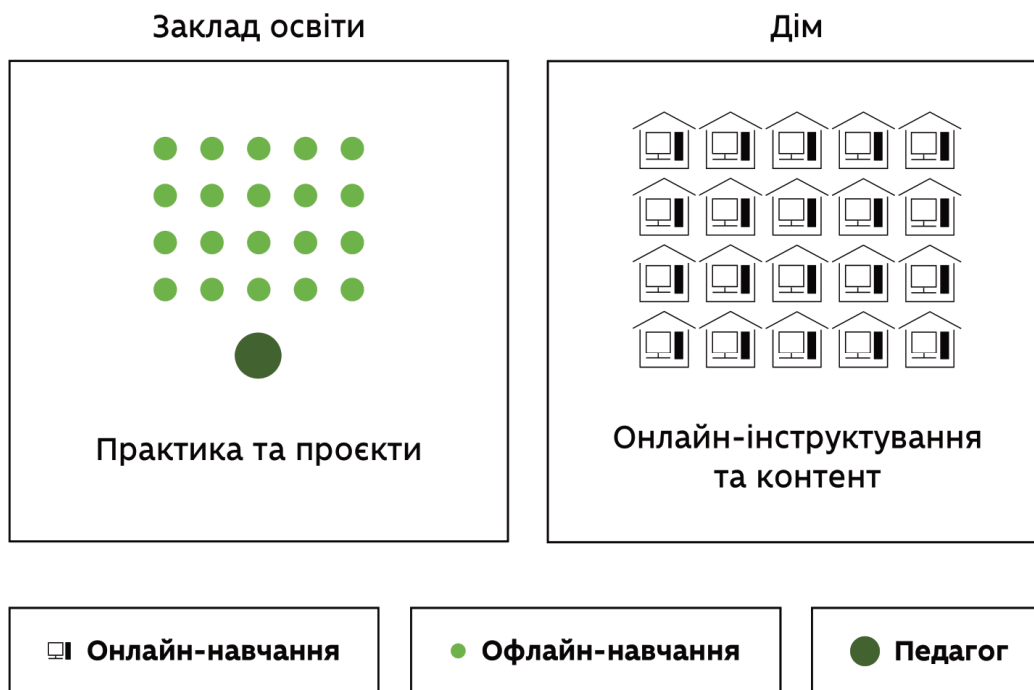 Заклад освіти
Дім
Практика та проєкти
Онлайн-інструктування
та контент
Онлайн-навчання
Офлайн-навчання
Педагог